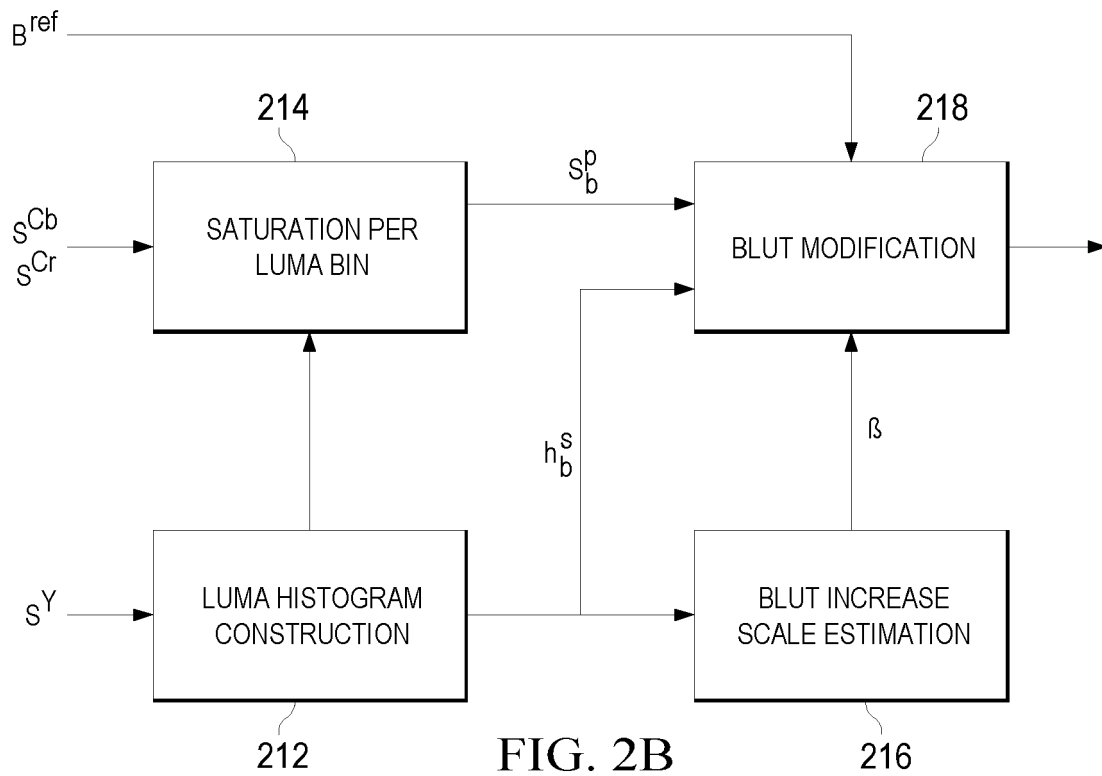 B^ref
214
218
S_b^p
S^Cb
S^Cr
SATURATION PER
LUMA BIN
BLUT MODIFICATION
h_b^s
ß
S^Y
LUMA HISTOGRAM
CONSTRUCTION
BLUT INCREASE
SCALE ESTIMATION
212
FIG. 2B
216